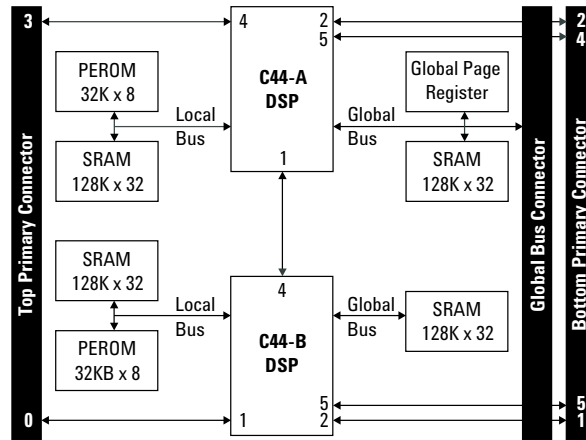 3
4
C44-A
DSP
2
5
1
2
4
PEROM
32K x 8
Local
Bus
SRAM
128K x 32
Global
Bus
Global Page
Register
SRAM
128K x 32
Top Primary Connector
Global Bus Connector
Bottom Primary Connector
SRAM
128K x 32
Local
Bus
PEROM
32KB x 8
4
C44-B
DSP
1
5
2
Global
Bus
SRAM
128K x 32
0
5
1